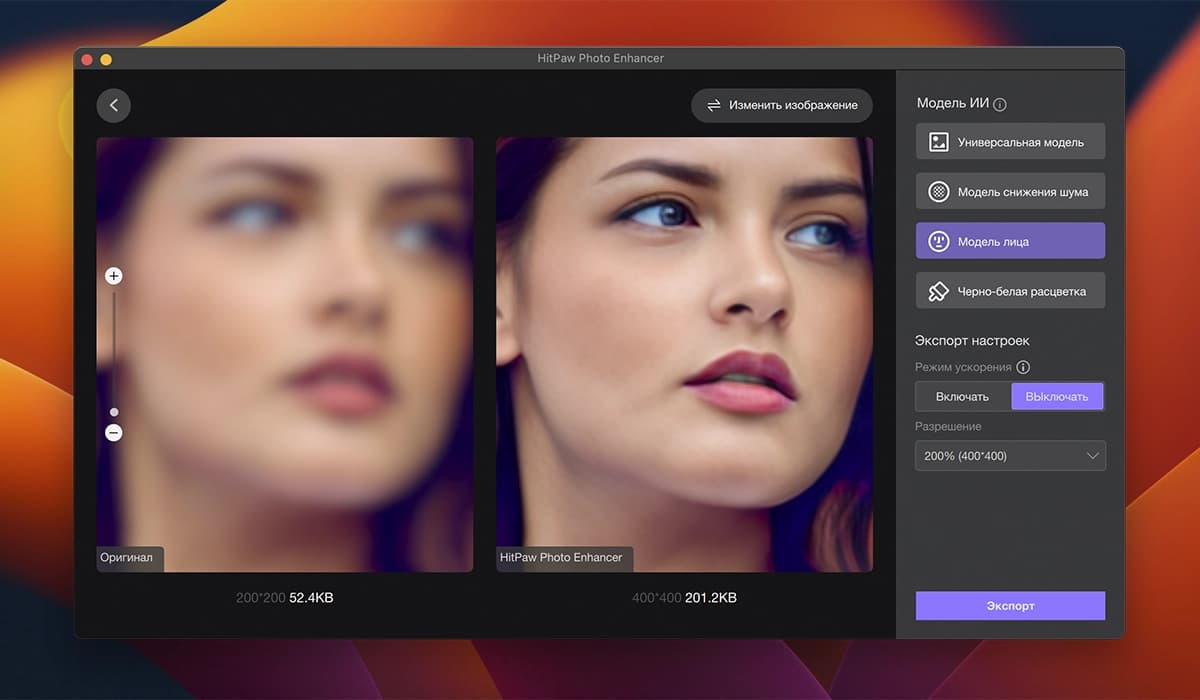 HitPaw Photo Enhancer
Изменить изображение
Оригинал
HitPaw Photo Enhancer
200*200 52.4KB
400*400 201.2KB
Модель ИИ
Универсальная модель
Модель снижения шума
Модель лица
Черно-белая расцветка
Экспорт настроек
Режим ускорения
Включать
ВЫключать
Разрешение
200% (400*400)
Экспорт